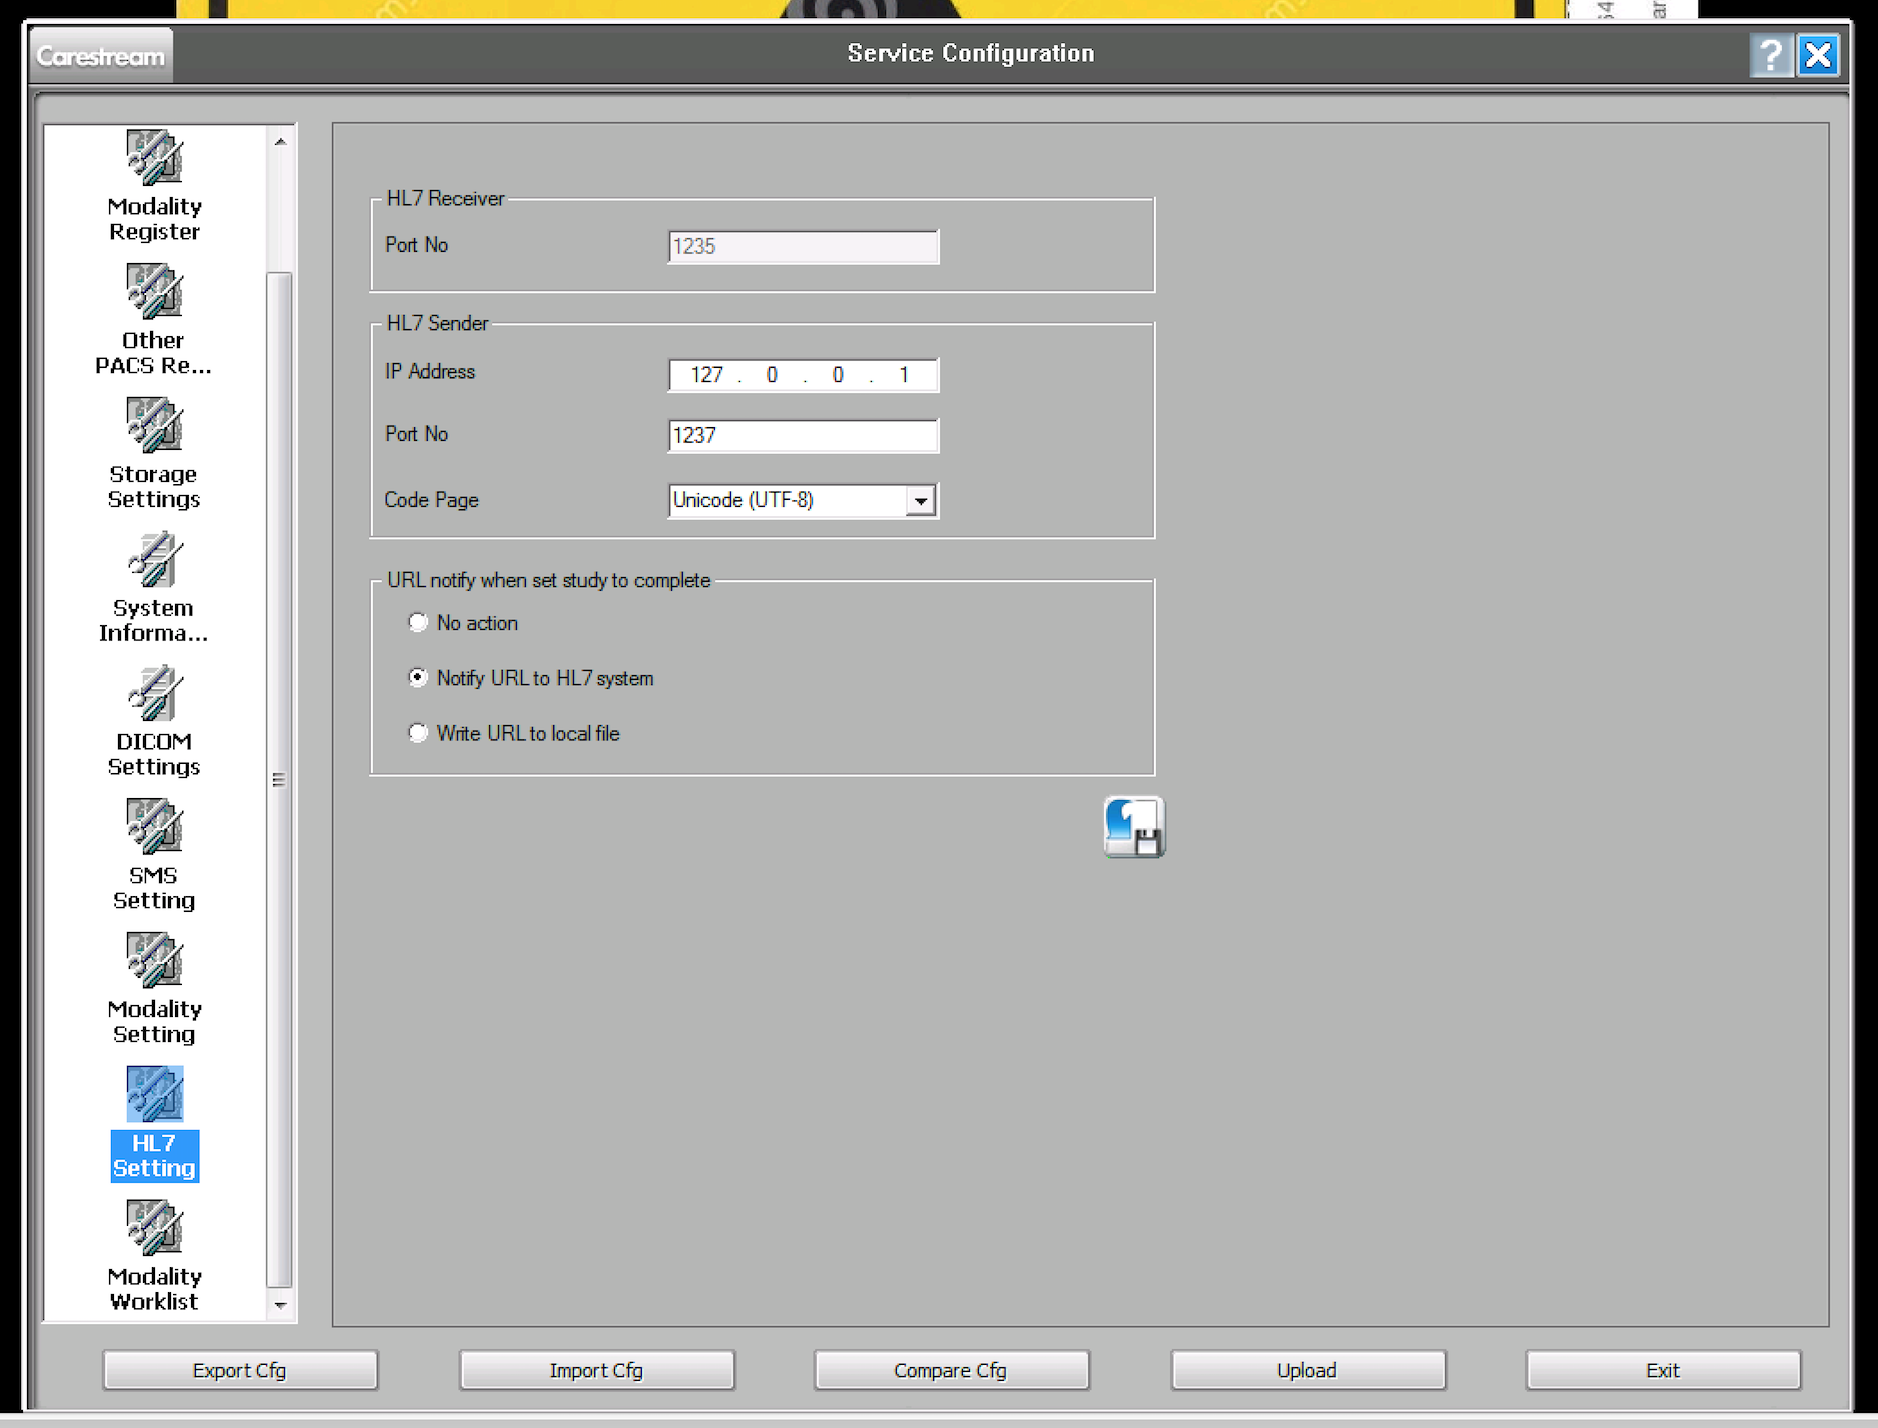 Carestream
Service Configuration
?
Modality
Register
Other
PACS Re...
Storage
Settings
System
Informa...
DICOM
Settings
SMS
Setting
Modality
Setting
HL7
Setting
Modality
Worklist
HL7 Receiver
Port No
1235
HL7 Sender
IP Address
127 . 0 . 0 . 1
Port No
1237
Code Page
Unicode (UTF-8)
URL notify when set study to complete
No action
Notify URL to HL7 system
Write URL to local file
Export Cfg
Import Cfg
Compare Cfg
Upload
Exit